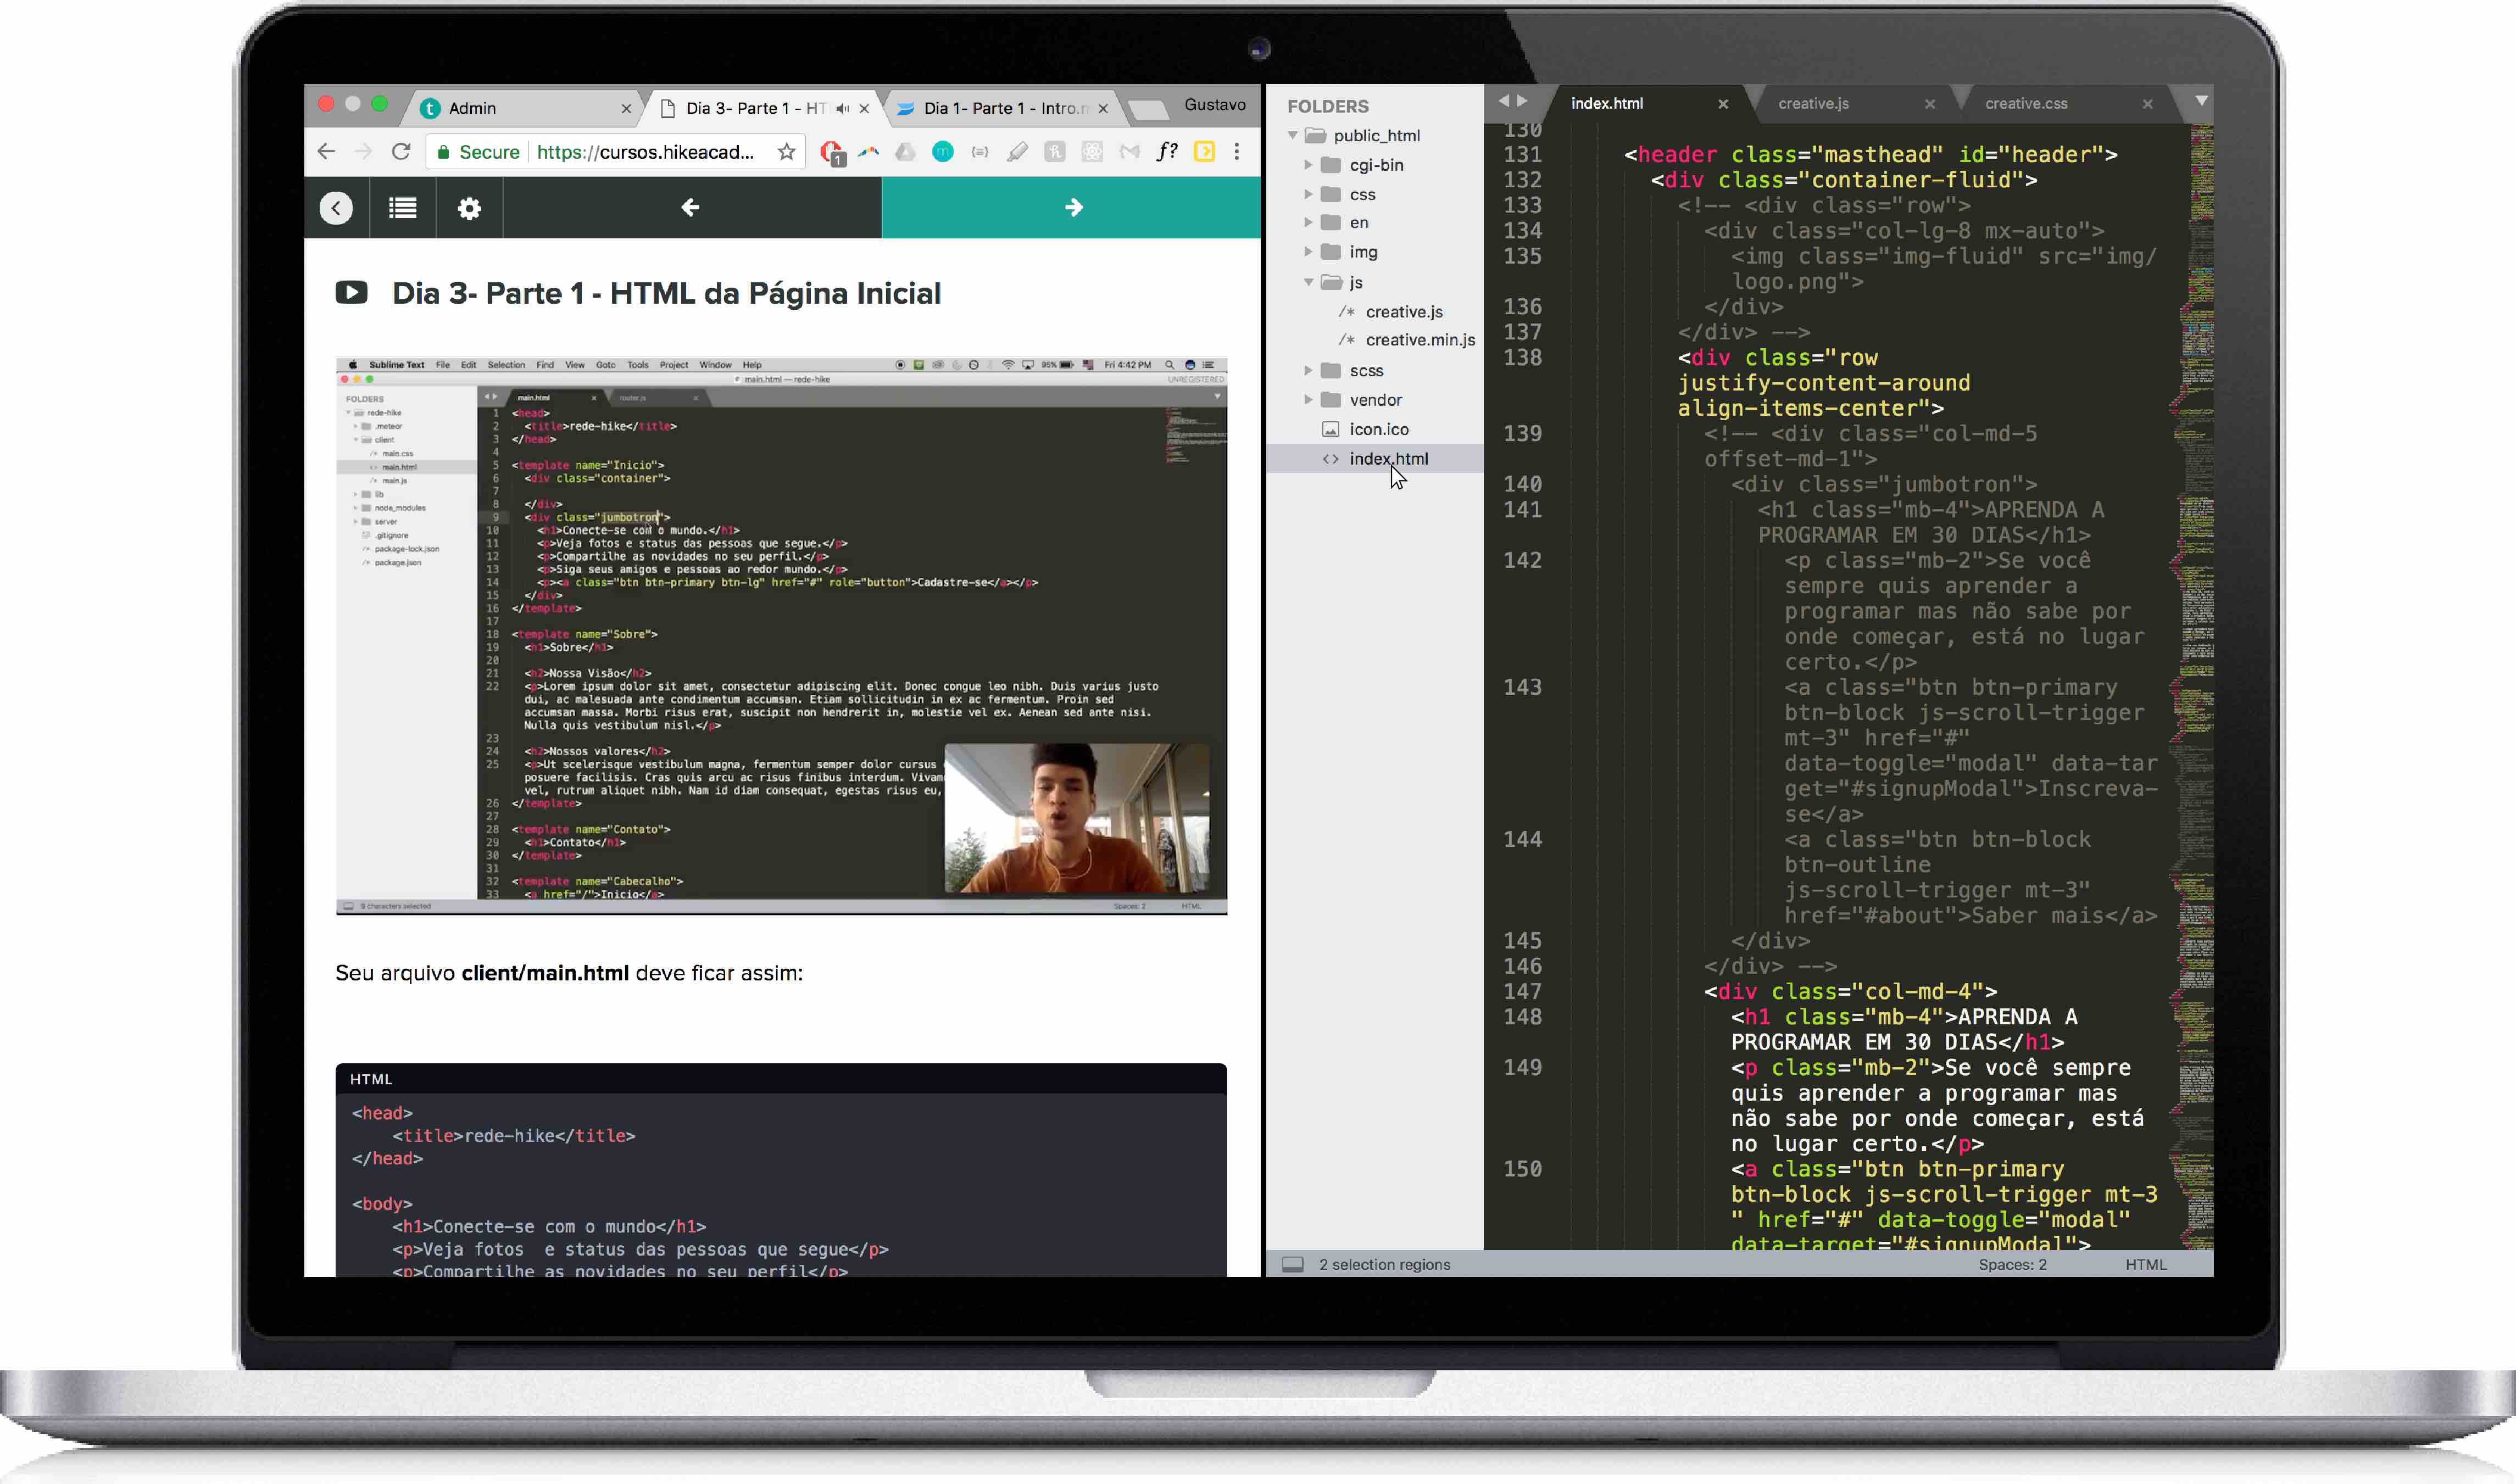 Admin
Dia 3- Parte 1 - HT
Dia 1- Parte 1 - Intro.
Gustavo
Secure
https://cursos.hikeacad...
1
m
f?
Dia 3- Parte 1 - HTML da Página Inicial
Sublime Text File Edit Selection Find View Goto Tools Project Window Help
95%
Fri 4:42 PM
main.html — rede-hike
UNREGISTERED
FOLDERS
rede-hike
.meteor
client
/* main.css
<> main.html
/* main.js
lib
node_modules
server
.gitignore
/* package-lock.json
/* package.json
main.html
router.js
1 <head>
2 <title>rede-hike</title>
3 </head>
4
5 <template name="Inicio">
6 <div class="container">
7
8 </div>
9 <div class="jumbotron">
10 <h1>Conecte-se com o mundo.</h1>
11 <p>Veja fotos e status das pessoas que segue.</p>
12 <p>Compartilhe as novidades no seu perfil.</p>
13 <p>Siga seus amigos e pessoas ao redor mundo.</p>
14 <p><a class="btn btn-primary btn-lg" href="#" role="button">Cadastre-se</a></p>
15 </div>
16 </template>
17
18 <template name="Sobre">
19 <h1>Sobre</h1>
20
21 <h2>Nossa Visão</h2>
22 <p>Lorem ipsum dolor sit amet, consectetur adipiscing elit. Donec congue leo nibh. Duis varius justo
dui, ac malesuada ante condimentum accumsan. Etiam sollicitudin in ex ac fermentum. Proin sed
accumsan massa. Morbi risus erat, suscipit non hendrerit in, molestie vel ex. Aenean sed ante nisi.
Nulla quis vestibulum nisl.</p>
23
24 <h2>Nossos valores</h2>
25 <p>Ut scelerisque vestibulum magna, fermentum semper dolor cursus
posuere facilisis. Cras quis arcu ac risus finibus interdum. Vivam
vel, rutrum aliquet nibh. Nam id diam consequat, egestas risus eu,
26 </template>
27
28 <template name="Contato">
29 <h1>Contato</h1>
30 </template>
31
32 <template name="Cabecalho">
33 <a href="/">Inicio</a>
9 characters selected
Spaces: 2
HTML
Seu arquivo client/main.html deve ficar assim:
HTML
<head>
<title>rede-hike</title>
</head>
<body>
<h1>Conecte-se com o mundo</h1>
<p>Veja fotos e status das pessoas que segue</p>
<p>Compartilhe as novidades no seu perfil</p>
FOLDERS
public_html
cgi-bin
css
en
img
js
/* creative.js
/* creative.min.js
scss
vendor
icon.ico
<> index.html
index.html
creative.js
creative.css
130
131 <header class="masthead" id="header">
132 <div class="container-fluid">
133 <!-- <div class="row">
134 <div class="col-lg-8 mx-auto">
135 <img class="img-fluid" src="img/
logo.png">
136 </div>
137 </div> -->
138 <div class="row
justify-content-around
align-items-center">
139 <!-- <div class="col-md-5
offset-md-1">
140 <div class="jumbotron">
141 <h1 class="mb-4">APRENDA A
PROGRAMAR EM 30 DIAS</h1>
142 <p class="mb-2">Se você
sempre quis aprender a
programar mas não sabe por
onde começar, está no lugar
certo.</p>
143 <a class="btn btn-primary
btn-block js-scroll-trigger
mt-3" href="#"
data-toggle="modal" data-tar
get="#signupModal">Inscreva-
se</a>
144 <a class="btn btn-block
btn-outline
js-scroll-trigger mt-3"
href="#about">Saber mais</a>
145 </div>
146 </div> -->
147 <div class="col-md-4">
148 <h1 class="mb-4">APRENDA A
PROGRAMAR EM 30 DIAS</h1>
149 <p class="mb-2">Se você sempre
quis aprender a programar mas
não sabe por onde começar, está
no lugar certo.</p>
150 <a class="btn btn-primary
btn-block js-scroll-trigger mt-3
" href="#" data-toggle="modal"
data-target="#signupModal">
2 selection regions
Spaces: 2
HTML